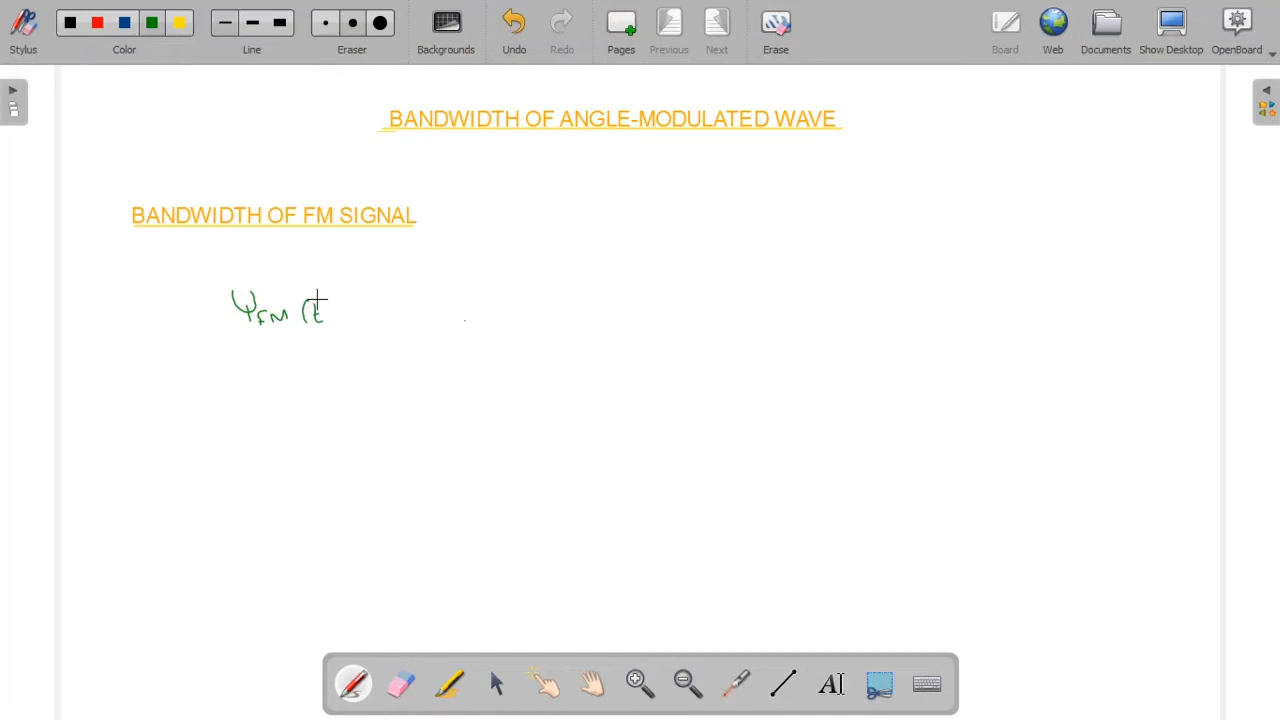 Stylus Color Line Eraser Backgrounds Undo Redo Pages Previous Next Erase Board Web Documents Show Desktop OpenBoard
BANDWIDTH OF ANGLE-MODULATED WAVE
BANDWIDTH OF FM SIGNAL
Ψ_FM (t